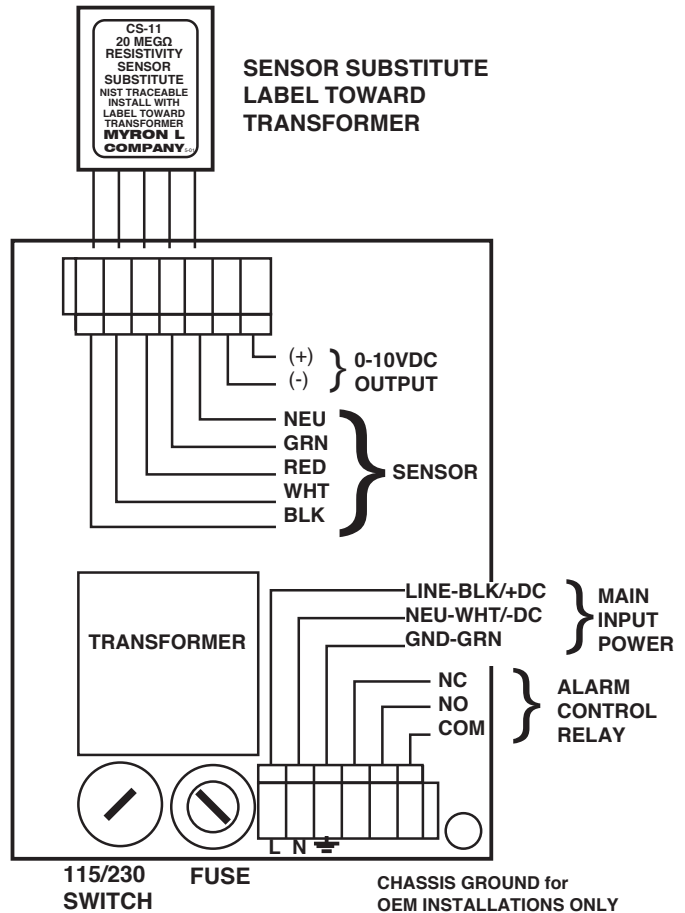 CS-11
20 MEGΩ
RESISTIVITY
SENSOR
SUBSTITUTE
NIST TRACEABLE
INSTALL WITH
LABEL TOWARD
TRANSFORMER
MYRON L
COMPANY
SENSOR SUBSTITUTE
LABEL TOWARD
TRANSFORMER
(+)
(-)
0-10VDC
OUTPUT
NEU
GRN
RED
WHT
BLK
SENSOR
TRANSFORMER
LINE-BLK/+DC
NEU-WHT/-DC
GND-GRN
MAIN
INPUT
POWER
NC
NO
COM
ALARM
CONTROL
RELAY
L N
115/230
SWITCH
FUSE
CHASSIS GROUND for
OEM INSTALLATIONS ONLY